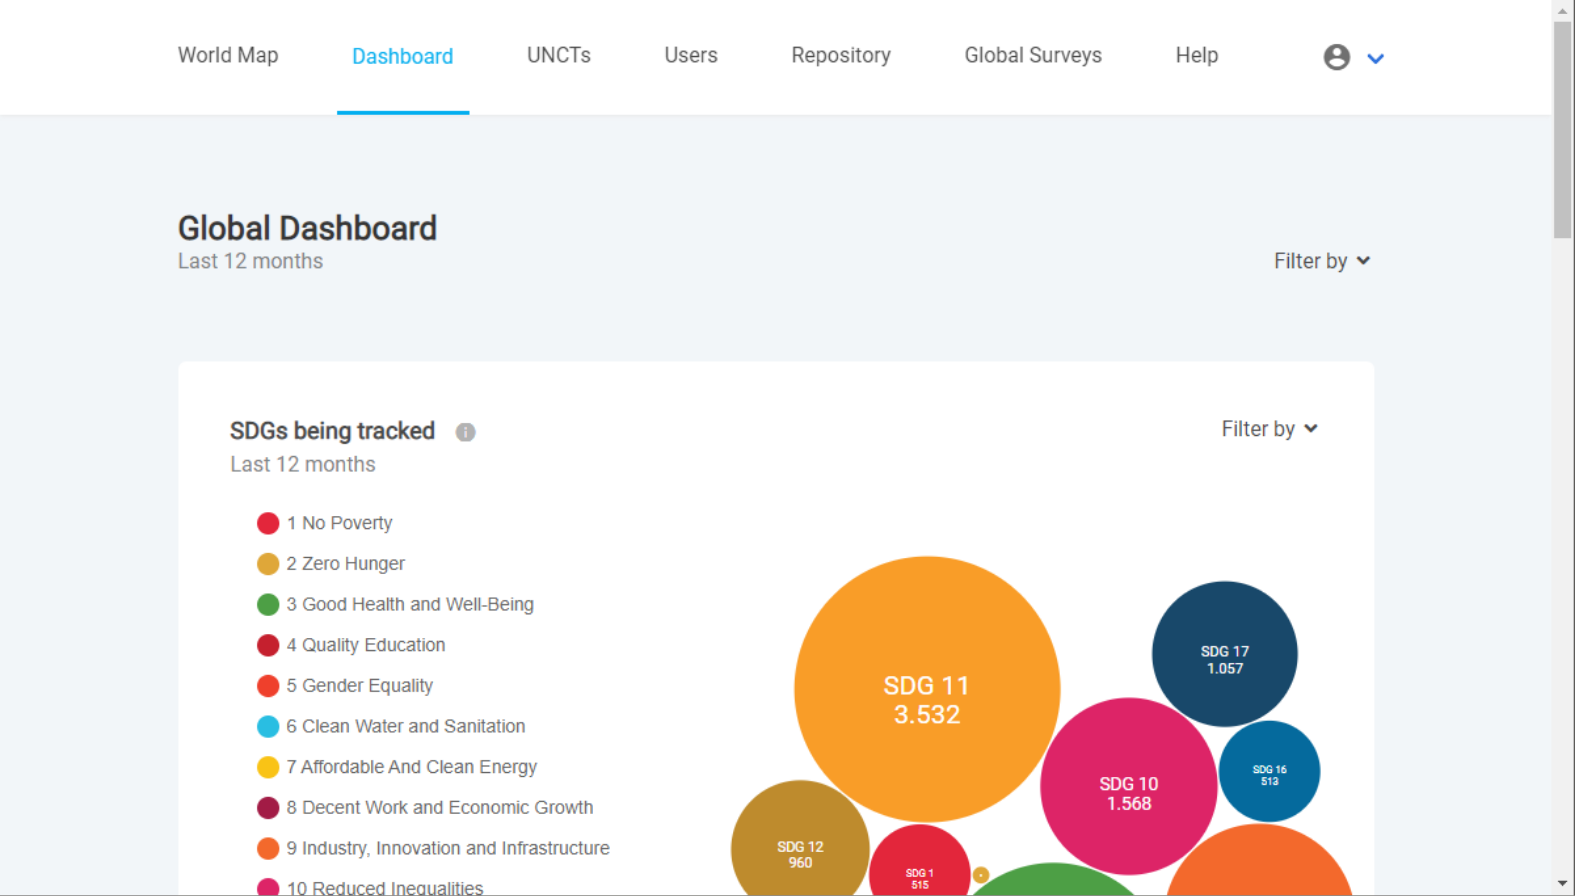 World Map Dashboard UNCTs Users Repository Global Surveys Help
Global Dashboard
Last 12 months
Filter by
SDGs being tracked
Filter by
Last 12 months
1 No Poverty
2 Zero Hunger
3 Good Health and Well-Being
4 Quality Education
5 Gender Equality
6 Clean Water and Sanitation
7 Affordable And Clean Energy
8 Decent Work and Economic Growth
9 Industry, Innovation and Infrastructure
10 Reduced Inequalities
SDG 11
3.532
SDG 17
1.057
SDG 10
1.568
SDG 16
513
SDG 12
960
SDG 1
515